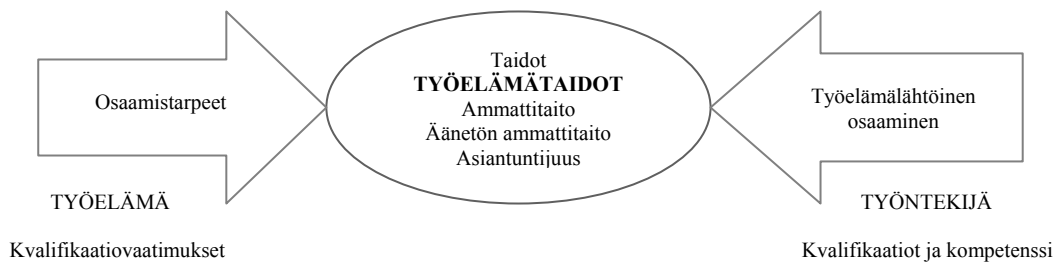 Osaamistarpeet
TYÖELÄMÄ
Kvalifikaatiovaatimukset
Taidot
TYÖELÄMÄTAIDOT
Ammattitaito
Äänetön ammattitaito
Asiantuntijuus
Työelämälähtöinen
osaaminen
TYÖNTEKIJÄ
Kvalifikaatiot ja kompetenssi